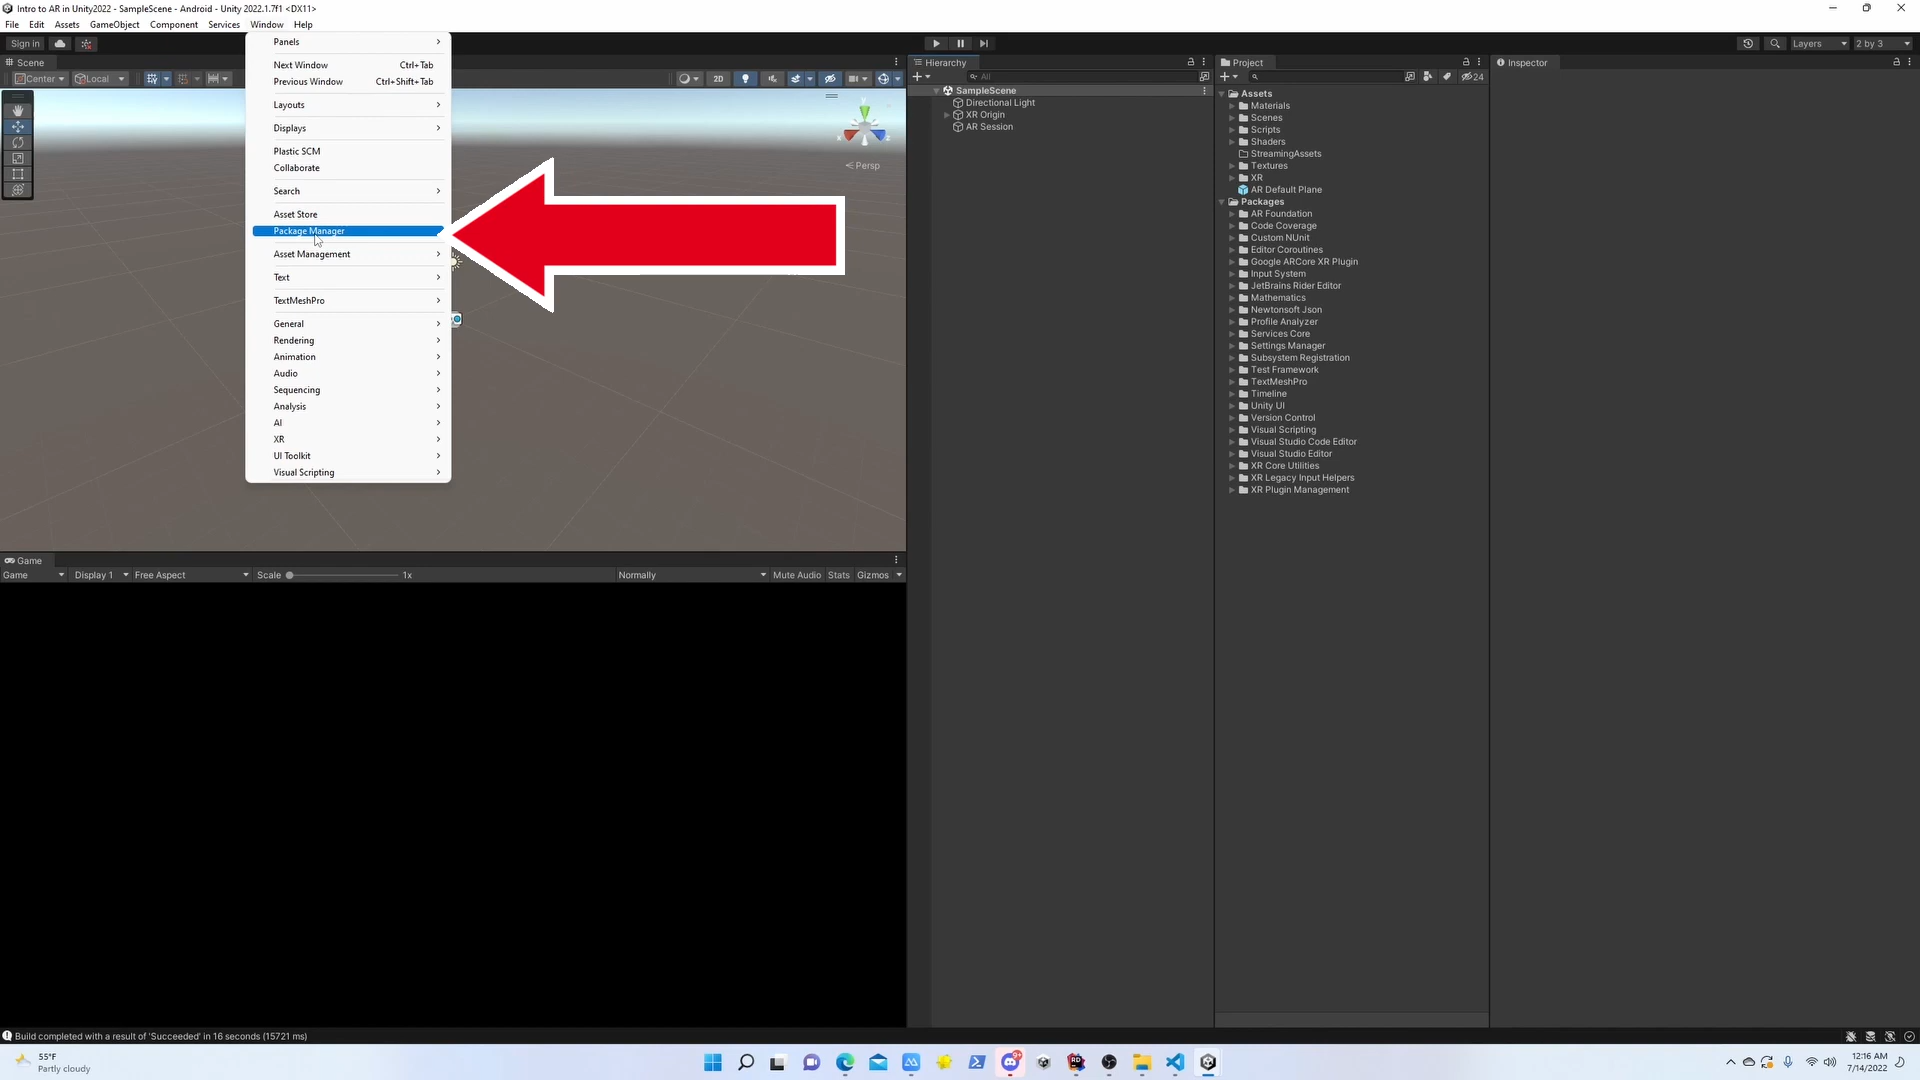 Intro to AR in Unity2022 - SampleScene - Android - Unity 2022.1.7f1 <DX11>
File Edit Assets GameObject Component Services Window Help
Sign in
Layers
2 by 3
Scene
Center
Local
2D
Persp
Panels
Next Window Ctrl+Tab
Previous Window Ctrl+Shift+Tab
Layouts
Displays
Plastic SCM
Collaborate
Search
Asset Store
Package Manager
Asset Management
Text
TextMeshPro
General
Rendering
Animation
Audio
Sequencing
Analysis
AI
XR
UI Toolkit
Visual Scripting
Hierarchy
All
SampleScene
Directional Light
XR Origin
AR Session
Project
24
Assets
Materials
Scenes
Scripts
Shaders
StreamingAssets
Textures
XR
AR Default Plane
Packages
AR Foundation
Code Coverage
Custom NUnit
Editor Coroutines
Google ARCore XR Plugin
Input System
JetBrains Rider Editor
Mathematics
Newtonsoft Json
Profile Analyzer
Services Core
Settings Manager
Subsystem Registration
Test Framework
TextMeshPro
Timeline
Unity UI
Version Control
Visual Scripting
Visual Studio Code Editor
Visual Studio Editor
XR Core Utilities
XR Legacy Input Helpers
XR Plugin Management
Inspector
Game
Game Display 1 Free Aspect Scale 1x Normally Mute Audio Stats Gizmos
Build completed with a result of 'Succeeded' in 16 seconds (15721 ms)
55°F
Partly cloudy
12:16 AM
7/14/2022